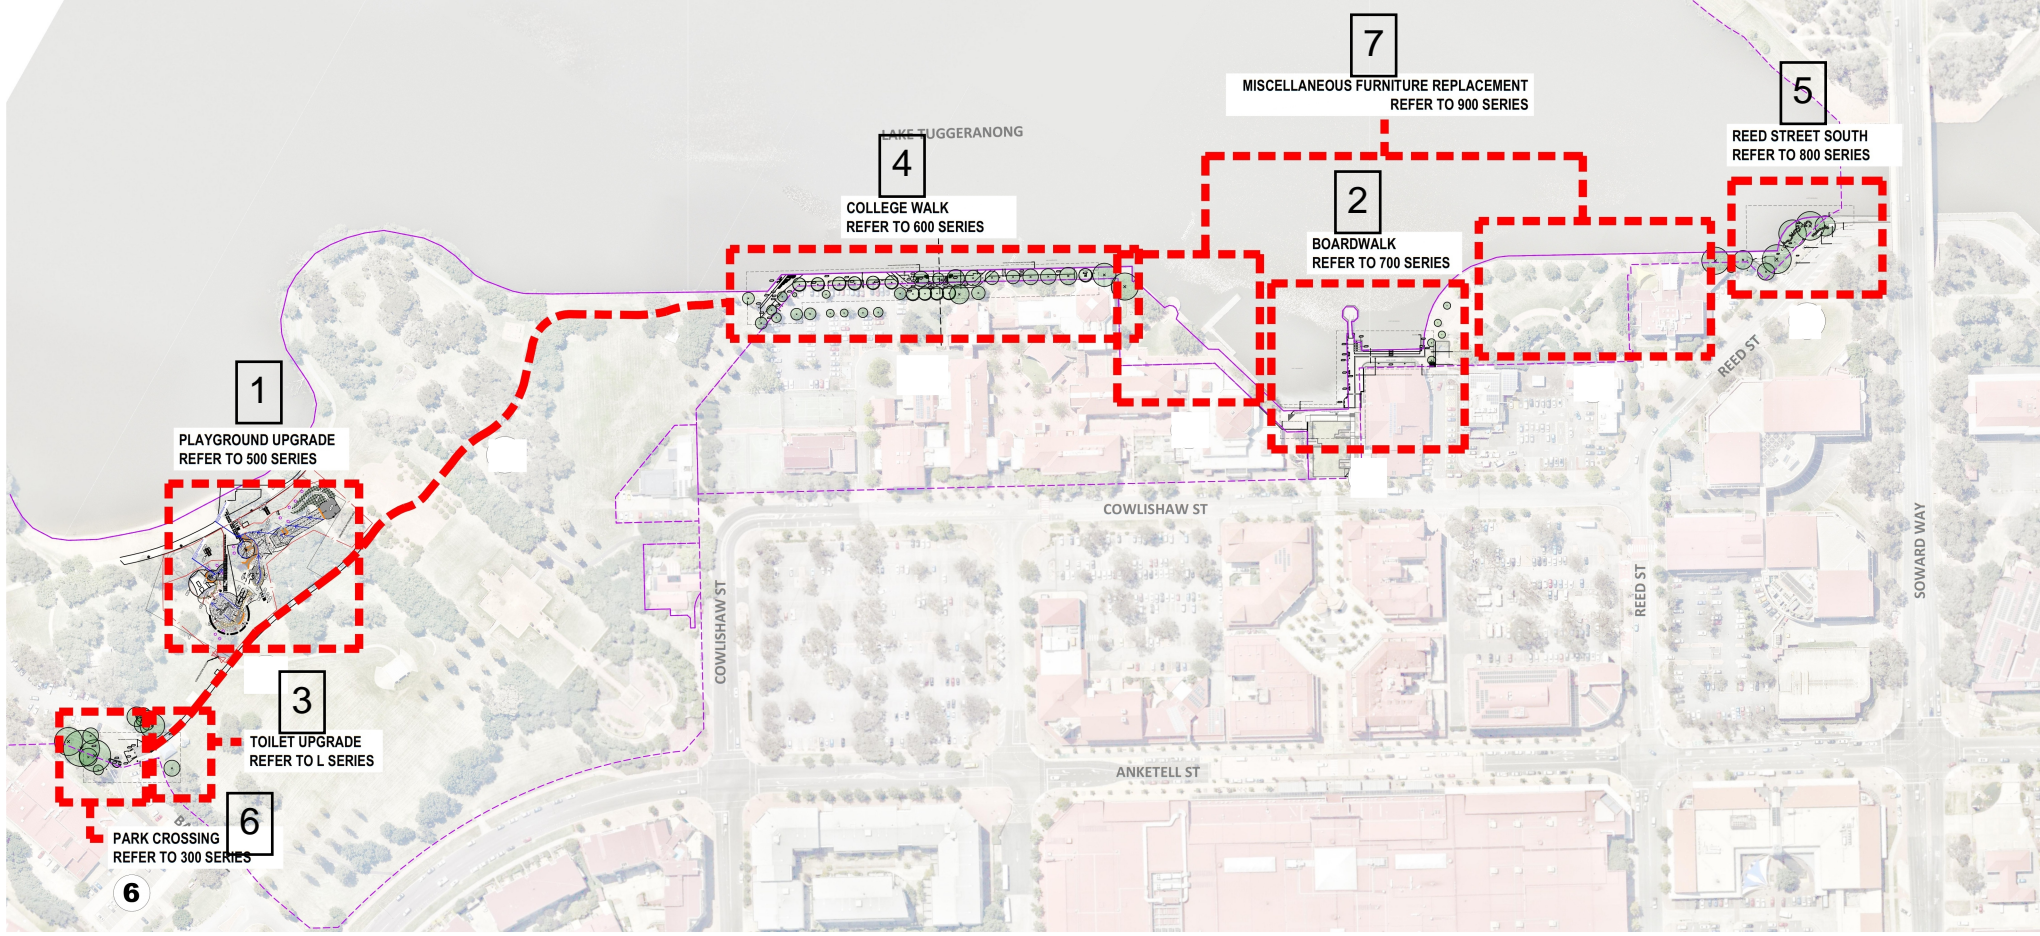 7
MISCELLANEOUS FURNITURE REPLACEMENT
REFER TO 900 SERIES
5
REED STREET SOUTH
REFER TO 800 SERIES
LAKE TUGGERANONG
4
COLLEGE WALK
REFER TO 600 SERIES
2
BOARDWALK
REFER TO 700 SERIES
1
PLAYGROUND UPGRADE
REFER TO 500 SERIES
REED ST
COWLISHAW ST
SOWARD WAY
COWLISHAW ST
REED ST
3
TOILET UPGRADE
REFER TO L SERIES
ANKETELL ST
6
PARK CROSSING
REFER TO 300 SERIES
6